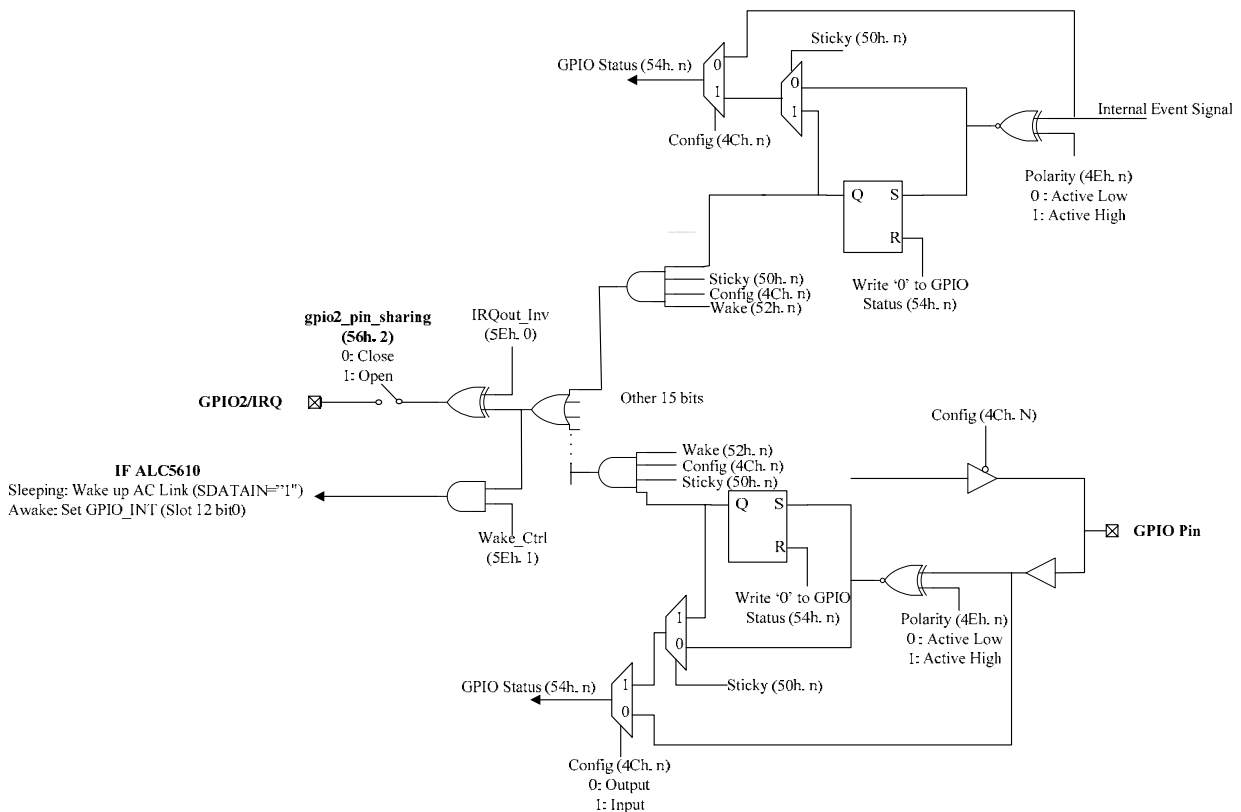 Sticky (50h. n)
GPIO Status (54h. n)
0
1
0
1
Config (4Ch. n)
Internal Event Signal
Polarity (4Eh. n)
0: Active Low
1: Active High
Q
S
R
Write ‘0’ to GPIO
Status (54h. n)
Sticky (50h. n)
Config (4Ch. n)
Wake (52h. n)
gpio2_pin_sharing
(56h. 2)
0: Close
1: Open
IRQout_Inv
(5Eh. 0)
GPIO2/IRQ
Other 15 bits
IF ALC5610
Sleeping: Wake up AC Link (SDATAIN="1")
Awake: Set GPIO_INT (Slot 12 bit0)
Wake_Ctrl
(5Eh. 1)
Wake (52h. n)
Config (4Ch. n)
Sticky (50h. n)
Config (4Ch. N)
GPIO Pin
Q
S
R
Write ‘0’ to GPIO
Status (54h. n)
Polarity (4Eh. n)
0: Active Low
1: Active High
1
0
Sticky (50h. n)
GPIO Status (54h. n)
1
0
Config (4Ch. n)
0: Output
1: Input